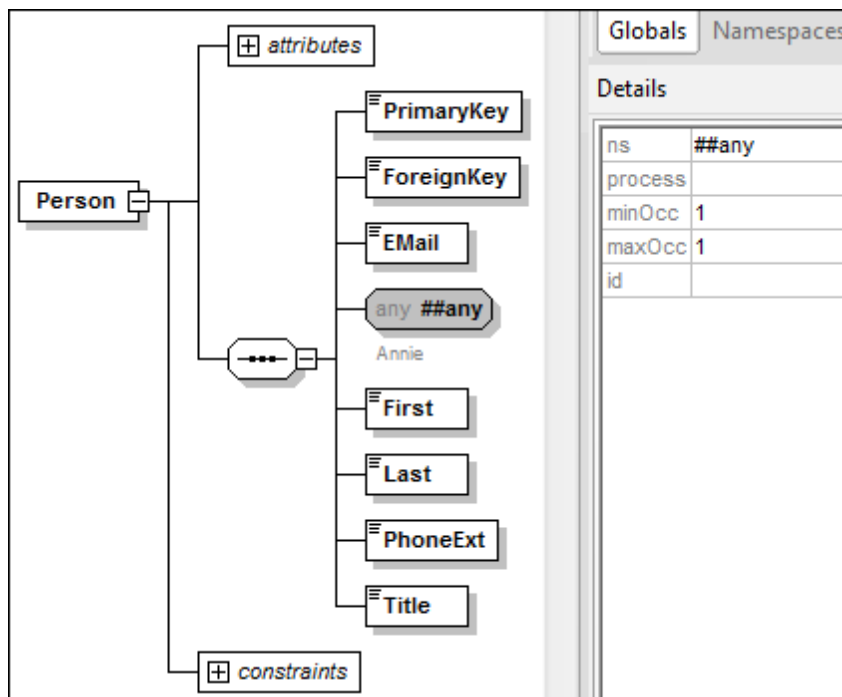 attributes
PrimaryKey
ForeignKey
Person
EMail
any ##any
Annie
First
Last
PhoneExt
Title
constraints
Globals Namespaces
Details
ns ##any
process
minOcc 1
maxOcc 1
id